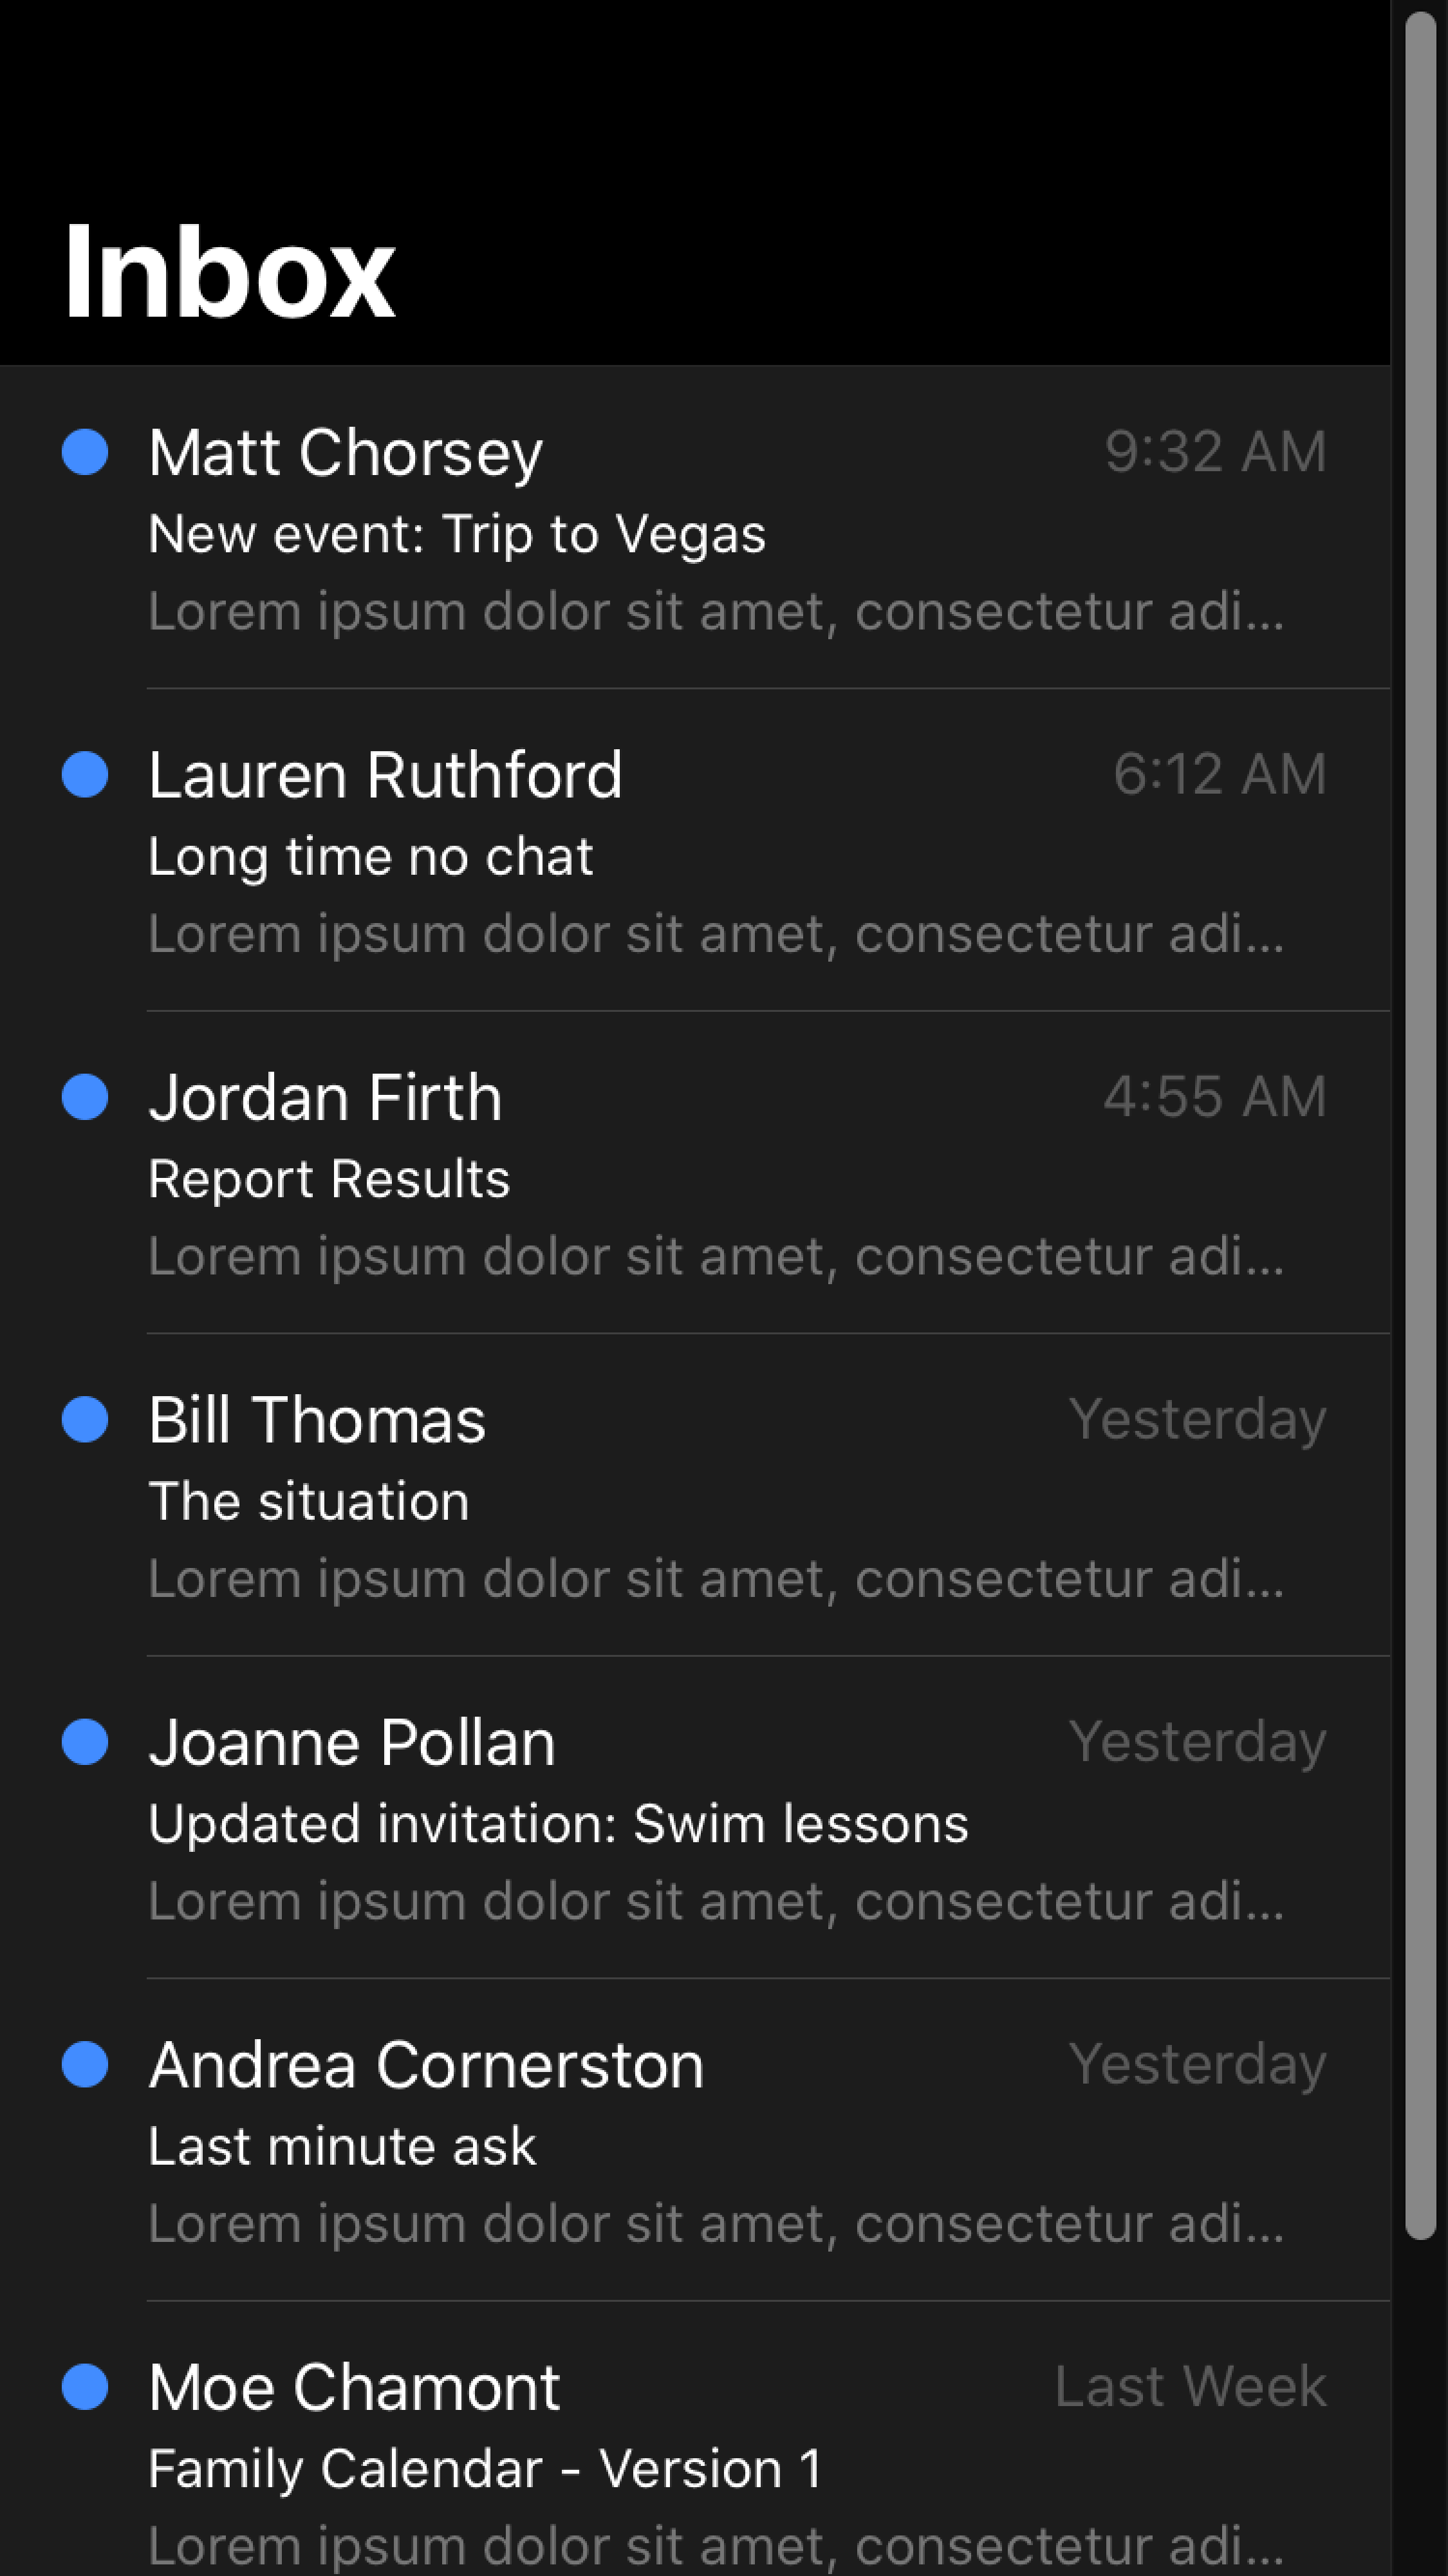 Inbox
Matt Chorsey 9:32 AM
New event: Trip to Vegas
Lorem ipsum dolor sit amet, consectetur adi...
Lauren Ruthford 6:12 AM
Long time no chat
Lorem ipsum dolor sit amet, consectetur adi...
Jordan Firth 4:55 AM
Report Results
Lorem ipsum dolor sit amet, consectetur adi...
Bill Thomas Yesterday
The situation
Lorem ipsum dolor sit amet, consectetur adi...
Joanne Pollan Yesterday
Updated invitation: Swim lessons
Lorem ipsum dolor sit amet, consectetur adi...
Andrea Cornerston Yesterday
Last minute ask
Lorem ipsum dolor sit amet, consectetur adi...
Moe Chamont Last Week
Family Calendar - Version 1
Lorem ipsum dolor sit amet, consectetur adi...